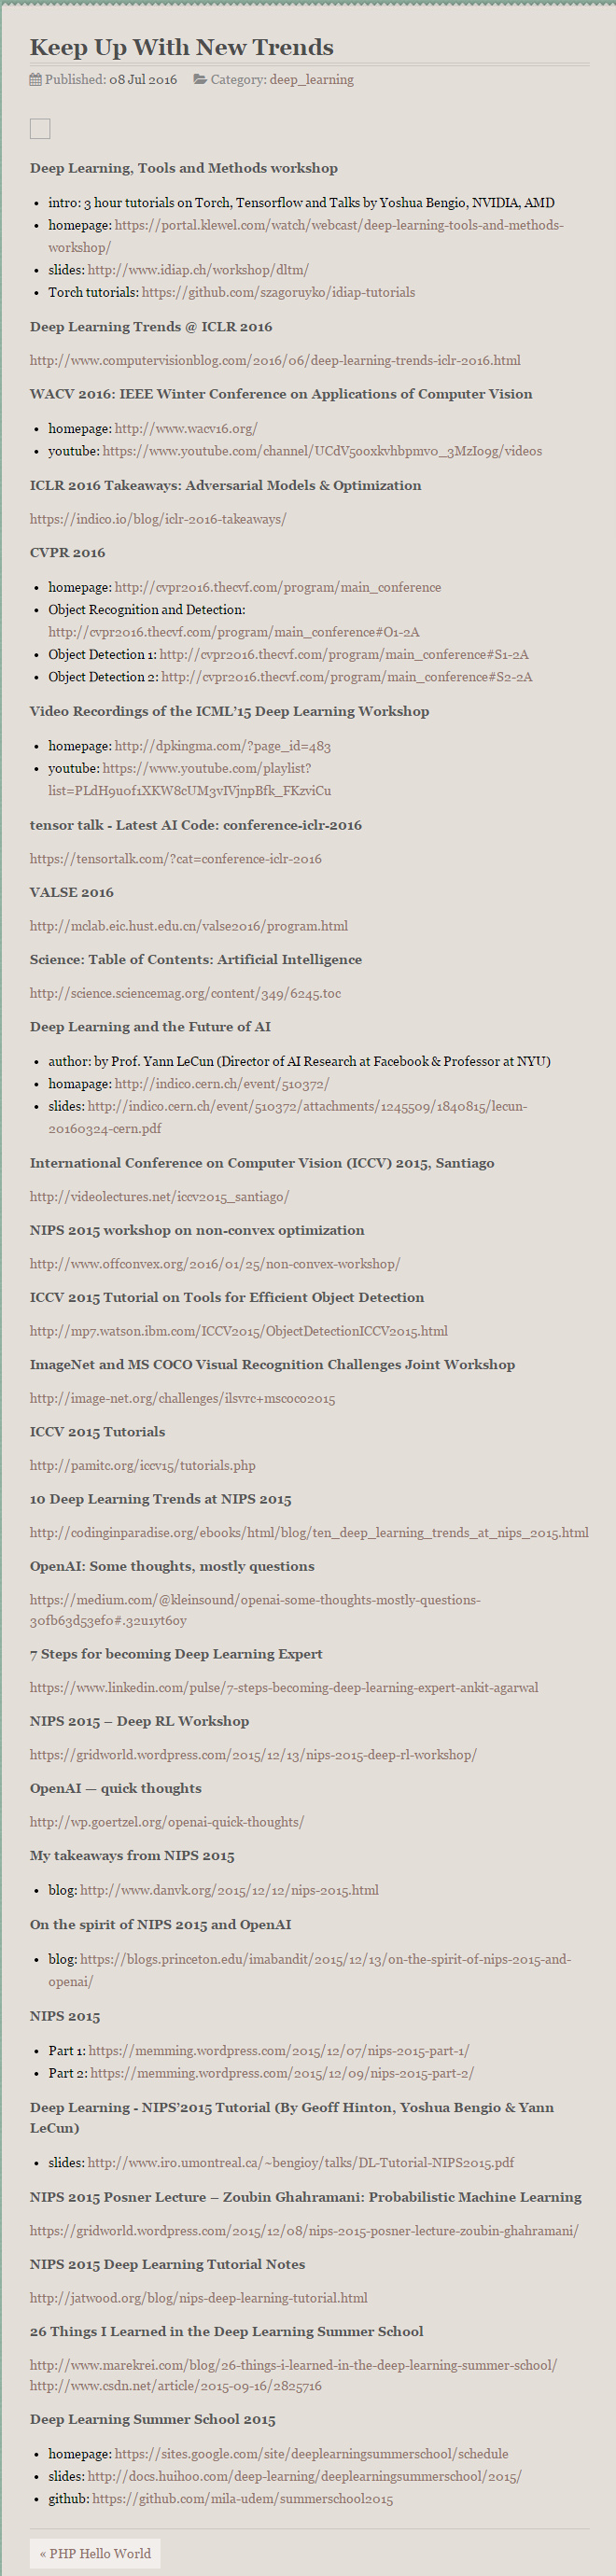 Keep Up With New Trends
Published: 08 Jul 2016 Category: deep_learning
Deep Learning, Tools and Methods workshop
• intro: 3 hour tutorials on Torch, Tensorflow and Talks by Yoshua Bengio, NVIDIA, AMD
• homepage: https://portal.klewel.com/watch/webcast/deep-learning-tools-and-methods-
workshop/
• slides: http://www.idiap.ch/workshop/dltm/
• Torch tutorials: https://github.com/szagoruyko/idiap-tutorials
Deep Learning Trends @ ICLR 2016
http://www.computervisionblog.com/2016/06/deep-learning-trends-iclr-2016.html
WACV 2016: IEEE Winter Conference on Applications of Computer Vision
• homepage: http://www.wacv16.org/
• youtube: https://www.youtube.com/channel/UCdV5ooxkvhbpmvo_3MzIo9g/videos
ICLR 2016 Takeaways: Adversarial Models & Optimization
https://indico.io/blog/iclr-2016-takeaways/
CVPR 2016
• homepage: http://cvpr2016.thecvf.com/program/main_conference
• Object Recognition and Detection:
http://cvpr2016.thecvf.com/program/main_conference#O1-2A
• Object Detection 1: http://cvpr2016.thecvf.com/program/main_conference#S1-2A
• Object Detection 2: http://cvpr2016.thecvf.com/program/main_conference#S2-2A
Video Recordings of the ICML’15 Deep Learning Workshop
• homepage: http://dpkingma.com/?page_id=483
• youtube: https://www.youtube.com/playlist?
list=PLdH9u0f1XKW8cUM3vIVjnpBfk_FKzviCu
tensor talk - Latest AI Code: conference-iclr-2016
https://tensortalk.com/?cat=conference-iclr-2016
VALSE 2016
http://mclab.eic.hust.edu.cn/valse2016/program.html
Science: Table of Contents: Artificial Intelligence
http://science.sciencemag.org/content/349/6245.toc
Deep Learning and the Future of AI
• author: by Prof. Yann LeCun (Director of AI Research at Facebook & Professor at NYU)
• homapage: http://indico.cern.ch/event/510372/
• slides: http://indico.cern.ch/event/510372/attachments/1245509/1840815/lecun-
20160324-cern.pdf
International Conference on Computer Vision (ICCV) 2015, Santiago
http://videolectures.net/iccv2015_santiago/
NIPS 2015 workshop on non-convex optimization
http://www.offconvex.org/2016/01/25/non-convex-workshop/
ICCV 2015 Tutorial on Tools for Efficient Object Detection
http://mp7.watson.ibm.com/ICCV2015/ObjectDetectionICCV2015.html
ImageNet and MS COCO Visual Recognition Challenges Joint Workshop
http://image-net.org/challenges/ilsvrc+mscoco2015
ICCV 2015 Tutorials
http://pamitc.org/iccv15/tutorials.php
10 Deep Learning Trends at NIPS 2015
http://codinginparadise.org/ebooks/html/blog/ten_deep_learning_trends_at_nips_2015.html
OpenAI: Some thoughts, mostly questions
https://medium.com/@kleinsound/openai-some-thoughts-mostly-questions-
30fb63d53ef0#.32u1yt6oy
7 Steps for becoming Deep Learning Expert
https://www.linkedin.com/pulse/7-steps-becoming-deep-learning-expert-ankit-agarwal
NIPS 2015 – Deep RL Workshop
https://gridworld.wordpress.com/2015/12/13/nips-2015-deep-rl-workshop/
OpenAI — quick thoughts
http://wp.goertzel.org/openai-quick-thoughts/
My takeaways from NIPS 2015
• blog: http://www.danvk.org/2015/12/12/nips-2015.html
On the spirit of NIPS 2015 and OpenAI
• blog: https://blogs.princeton.edu/imabandit/2015/12/13/on-the-spirit-of-nips-2015-and-
openai/
NIPS 2015
• Part 1: https://memming.wordpress.com/2015/12/07/nips-2015-part-1/
• Part 2: https://memming.wordpress.com/2015/12/09/nips-2015-part-2/
Deep Learning - NIPS’2015 Tutorial (By Geoff Hinton, Yoshua Bengio & Yann
LeCun)
• slides: http://www.iro.umontreal.ca/~bengioy/talks/DL-Tutorial-NIPS2015.pdf
NIPS 2015 Posner Lecture – Zoubin Ghahramani: Probabilistic Machine Learning
https://gridworld.wordpress.com/2015/12/08/nips-2015-posner-lecture-zoubin-ghahramani/
NIPS 2015 Deep Learning Tutorial Notes
http://jatwood.org/blog/nips-deep-learning-tutorial.html
26 Things I Learned in the Deep Learning Summer School
http://www.marekrei.com/blog/26-things-i-learned-in-the-deep-learning-summer-school/
http://www.csdn.net/article/2015-09-16/2825716
Deep Learning Summer School 2015
• homepage: https://sites.google.com/site/deeplearningsummerschool/schedule
• slides: http://docs.huihoo.com/deep-learning/deeplearningsummerschool/2015/
• github: https://github.com/mila-udem/summerschool2015
« PHP Hello World